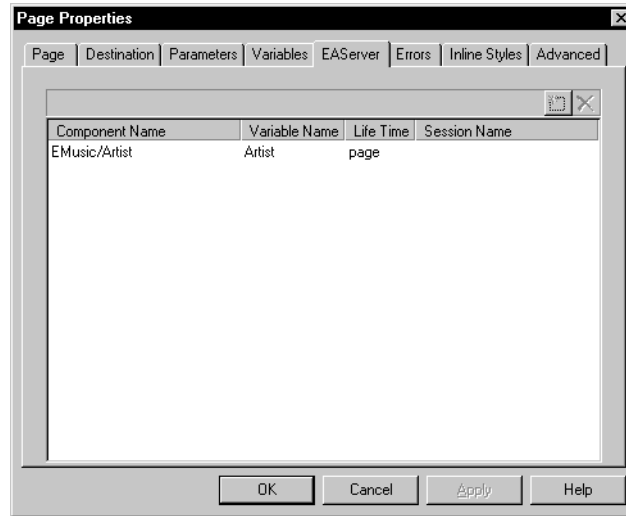 Page Properties
Page Destination Parameters Variables EAServer Errors Inline Styles Advanced
Component Name Variable Name Life Time Session Name
EMusic/Artist Artist page
OK Cancel Apply Help